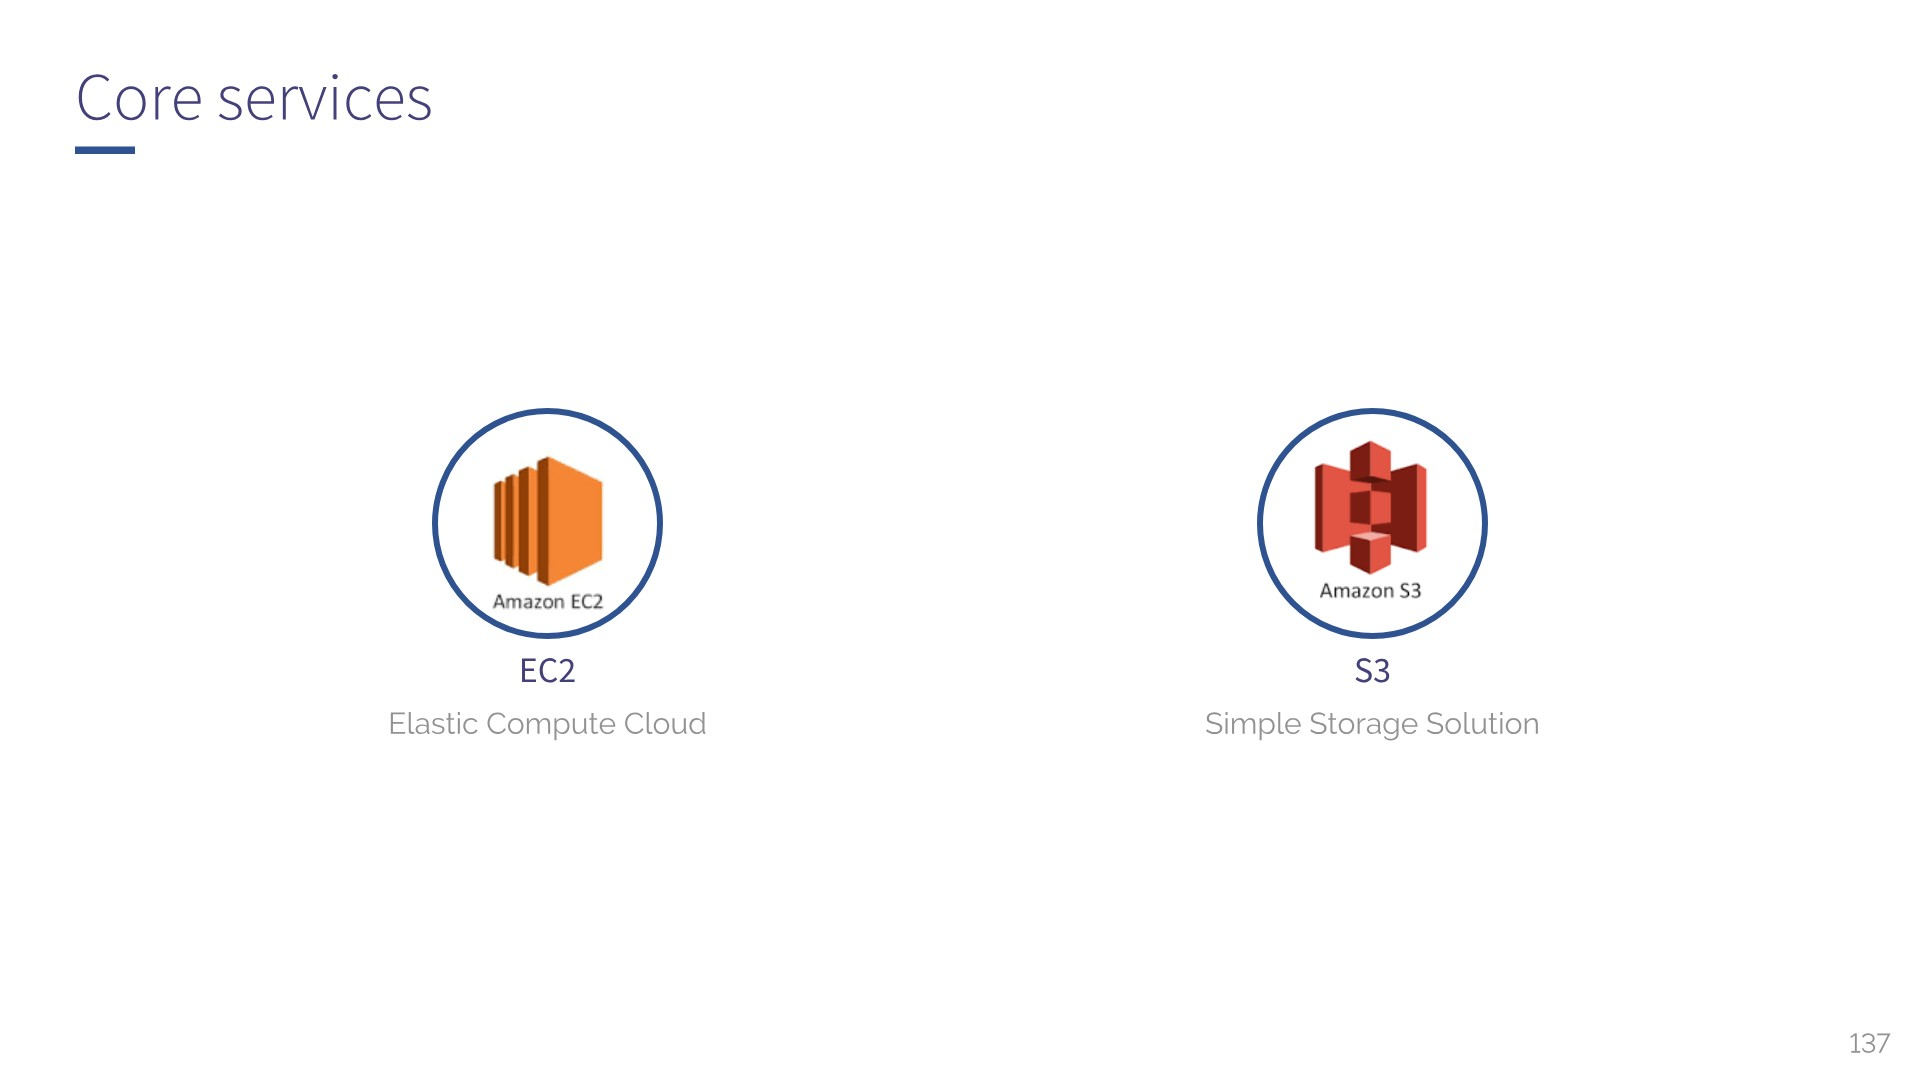 Core services
Amazon EC2
EC2
Elastic Compute Cloud
Amazon S3
S3
Simple Storage Solution
137